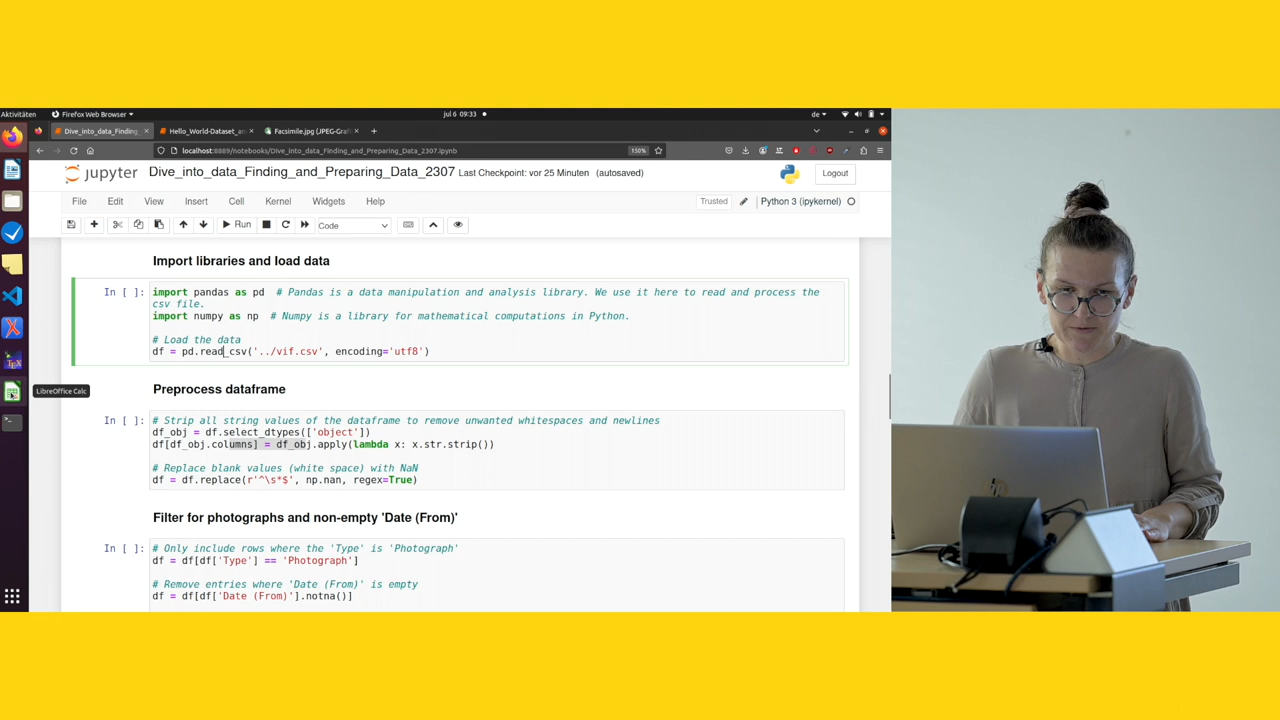 Aktivitäten
Firefox Web Browser
Jul 6 09:33
de
Dive_into_data_Finding
Hello_World-Dataset_an
Facsimile.jpg (JPEG-Graf
localhost:8889/notebooks/Dive_into_data_Finding_and_Preparing_Data_2307.ipynb
150%
jupyter
Dive_into_data_Finding_and_Preparing_Data_2307 Last Checkpoint: vor 25 Minuten (autosaved)
Logout
File Edit View Insert Cell Kernel Widgets Help
Trusted
Python 3 (ipykernel)
Run
Code
Import libraries and load data
In [ ]: import pandas as pd # Pandas is a data manipulation and analysis library. We use it here to read and process the
csv file.
import numpy as np # Numpy is a library for mathematical computations in Python.
# Load the data
df = pd.read_csv('../vif.csv', encoding='utf8')
LibreOffice Calc
Preprocess dataframe
In [ ]: # Strip all string values of the dataframe to remove unwanted whitespaces and newlines
df_obj = df.select_dtypes(['object'])
df[df_obj.columns] = df_obj.apply(lambda x: x.str.strip())
# Replace blank values (white space) with NaN
df = df.replace(r'^\s*$', np.nan, regex=True)
Filter for photographs and non-empty 'Date (From)'
In [ ]: # Only include rows where the 'Type' is 'Photograph'
df = df[df['Type'] == 'Photograph']
# Remove entries where 'Date (From)' is empty
df = df[df['Date (From)'].notna()]